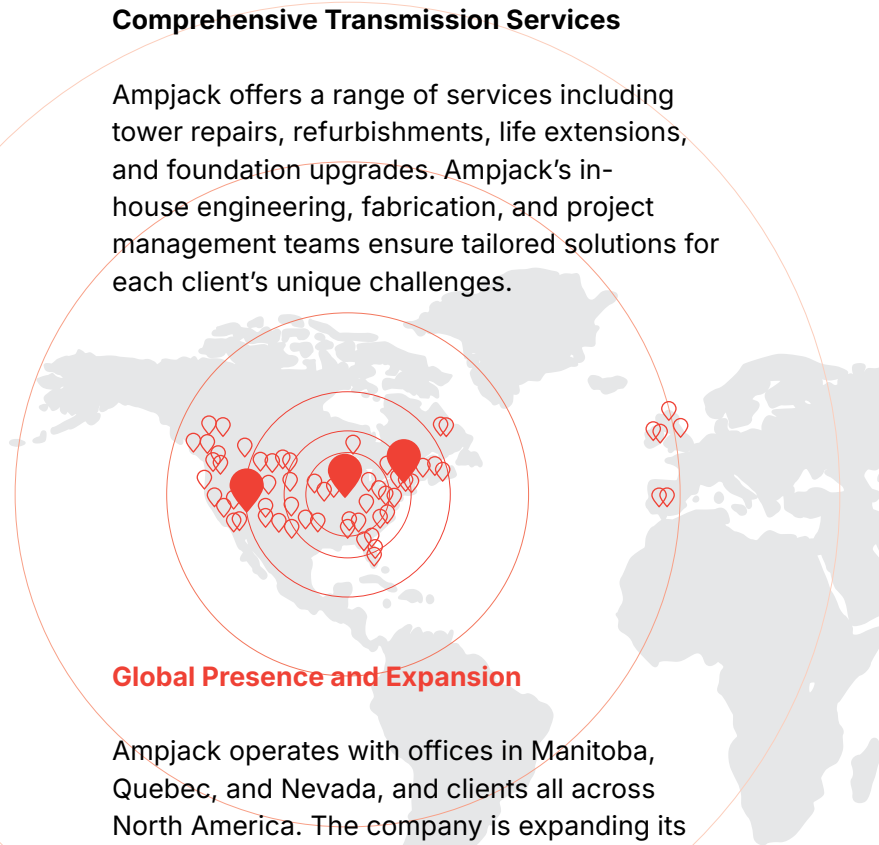 Comprehensive Transmission Services
Ampjack offers a range of services including
tower repairs, refurbishments, life extensions,
and foundation upgrades. Ampjack’s in-
house engineering, fabrication, and project
management teams ensure tailored solutions for
each client’s unique challenges.
Global Presence and Expansion
Ampjack operates with offices in Manitoba,
Quebec, and Nevada, and clients all across
North America. The company is expanding its